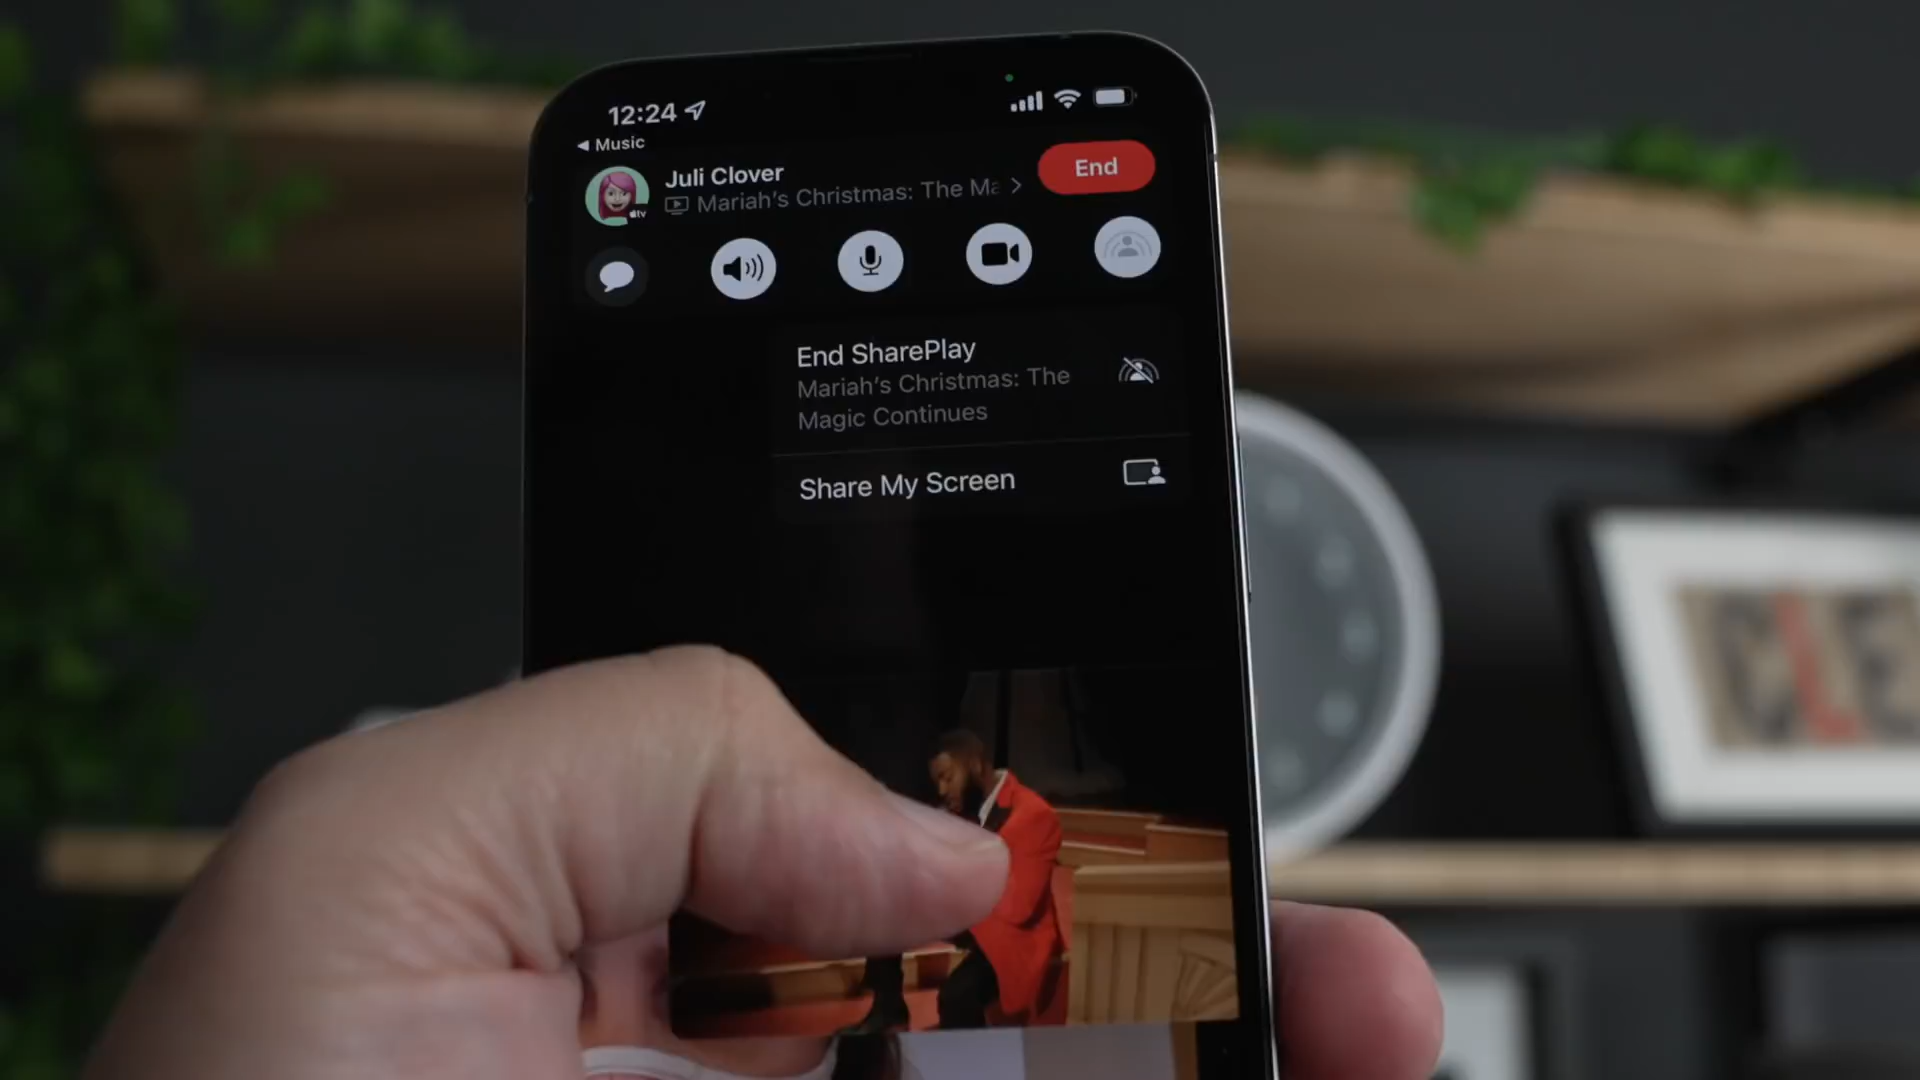 12:24
◀ Music
Juli Clover
Mariah's Christmas: The Ma
End
tv
End SharePlay
Mariah's Christmas: The
Magic Continues
Share My Screen